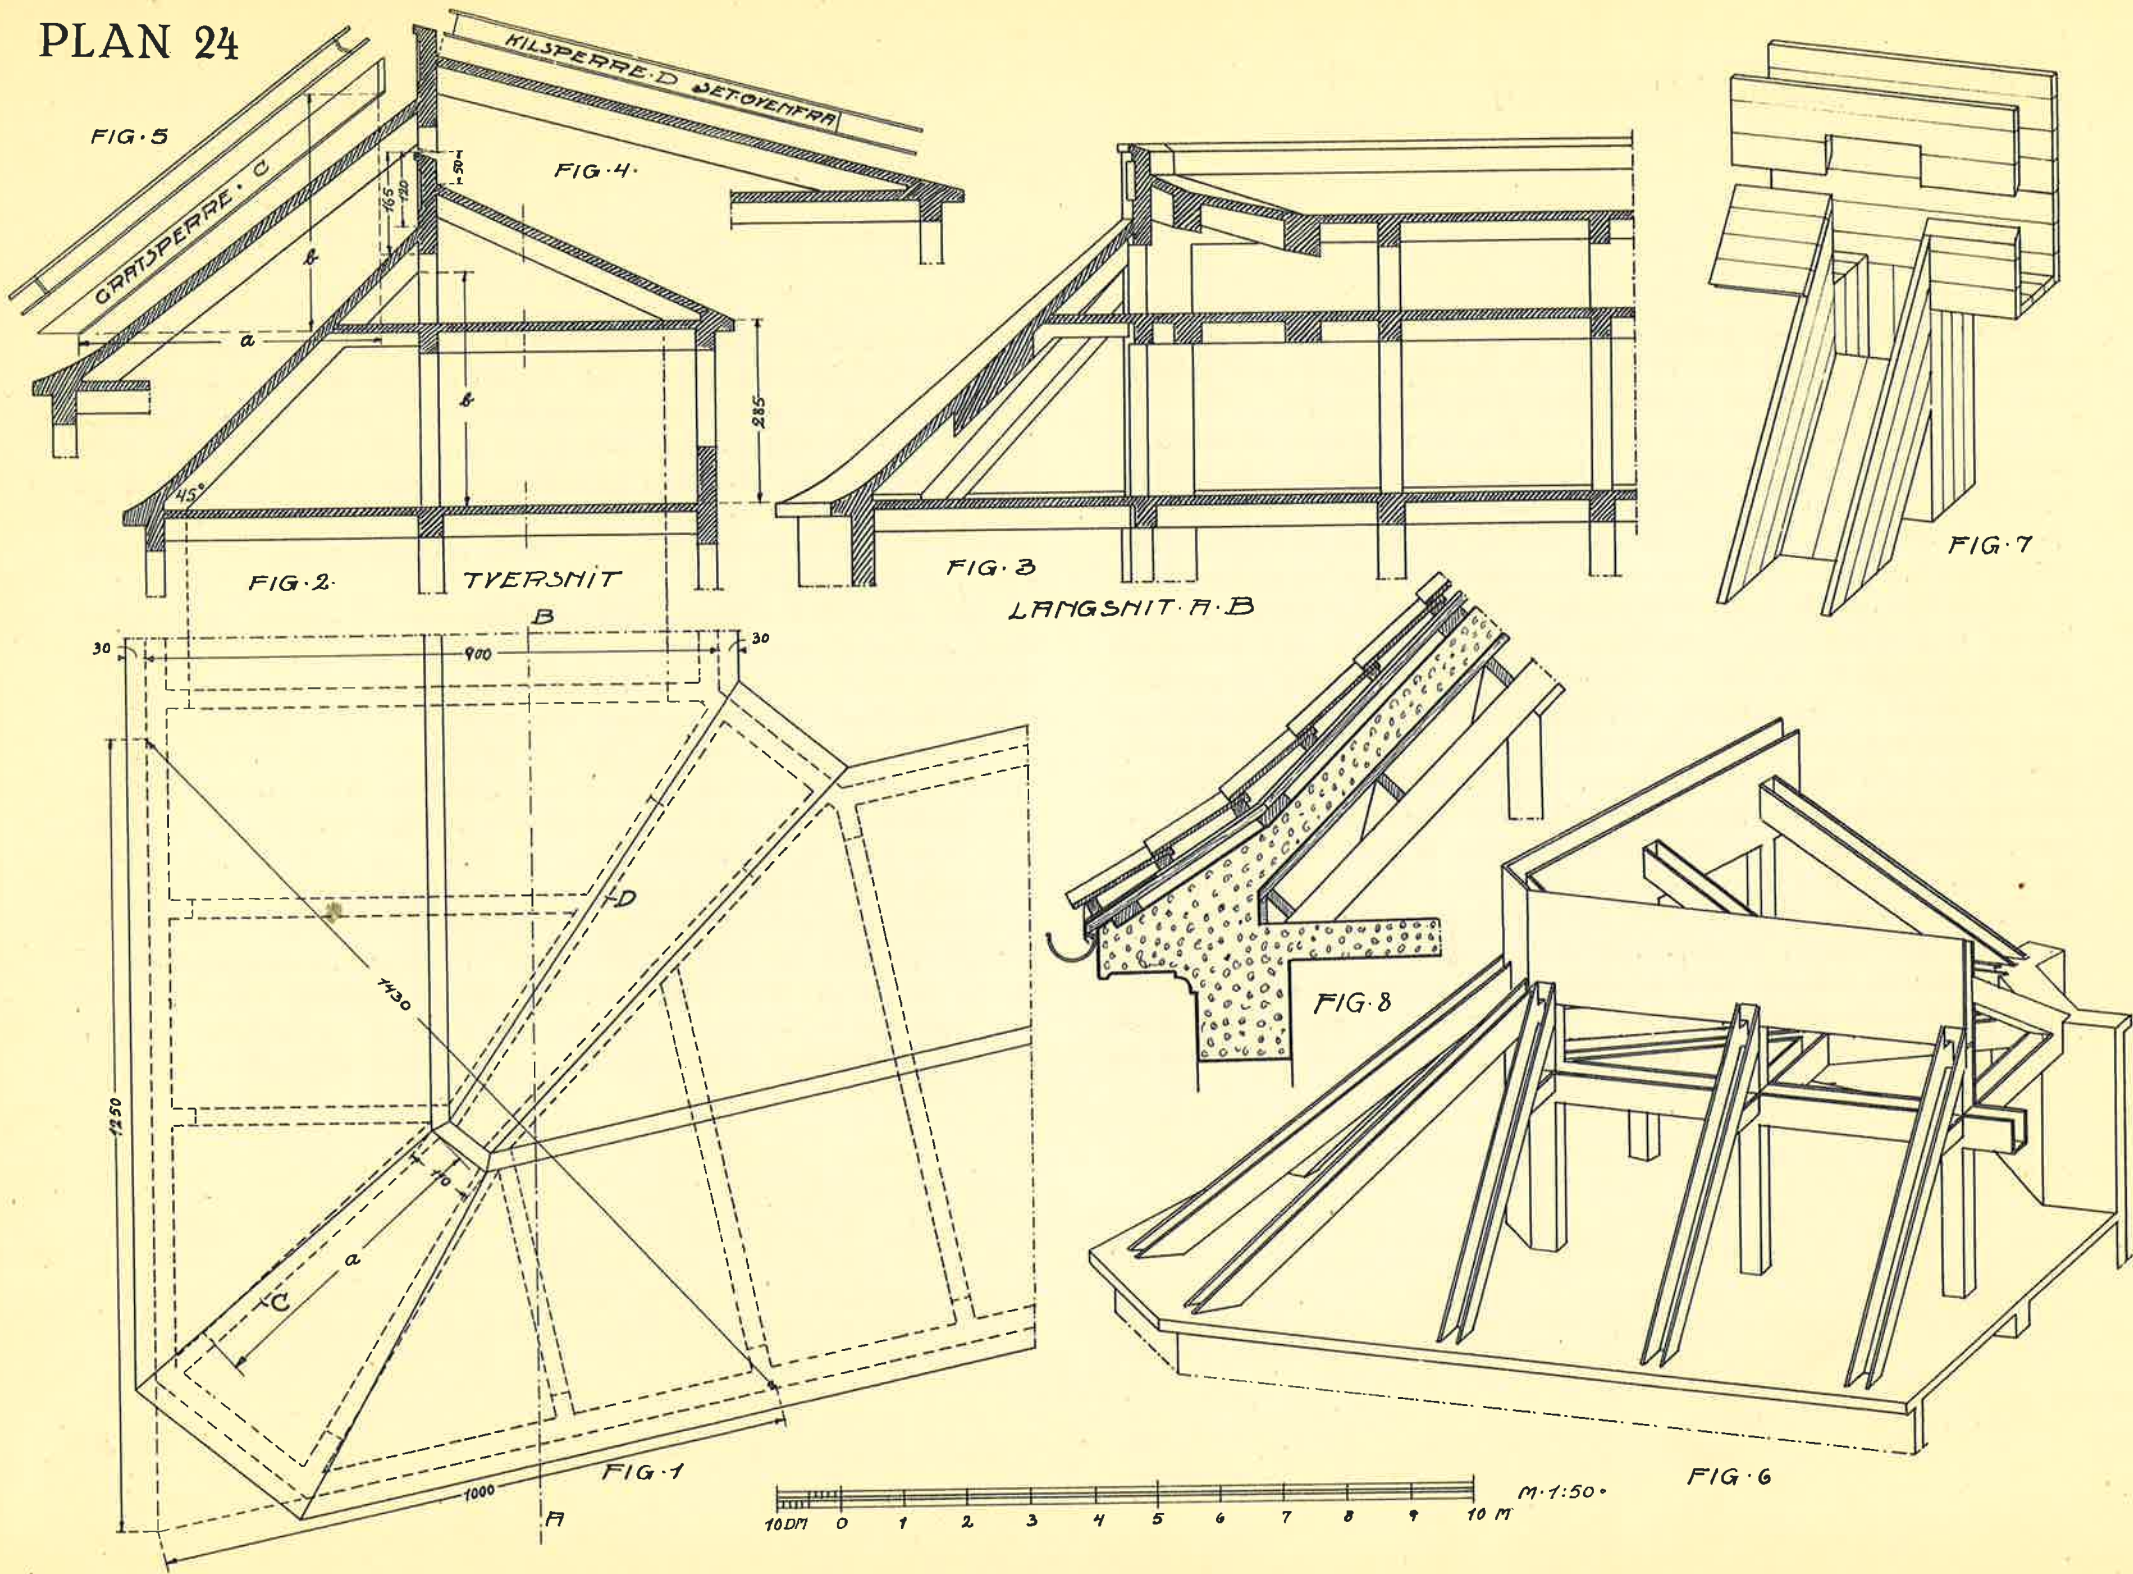 PLAN 24
FIG·5
GRATSPERRE·C
a
b
KILSPERRE·D SET·OVENFRA
FIG·4·
50
165
120
b
285
45°
FIG·2·
TVERSNIT
FIG·3
LANGSNIT·A·B
FIG·7
B
30
900
30
1430
1250
D
170
a
C
1000
A
FIG·1
FIG·8
FIG·6
10DM 0 1 2 3 4 5 6 7 8 9 10 M
M·1:50·